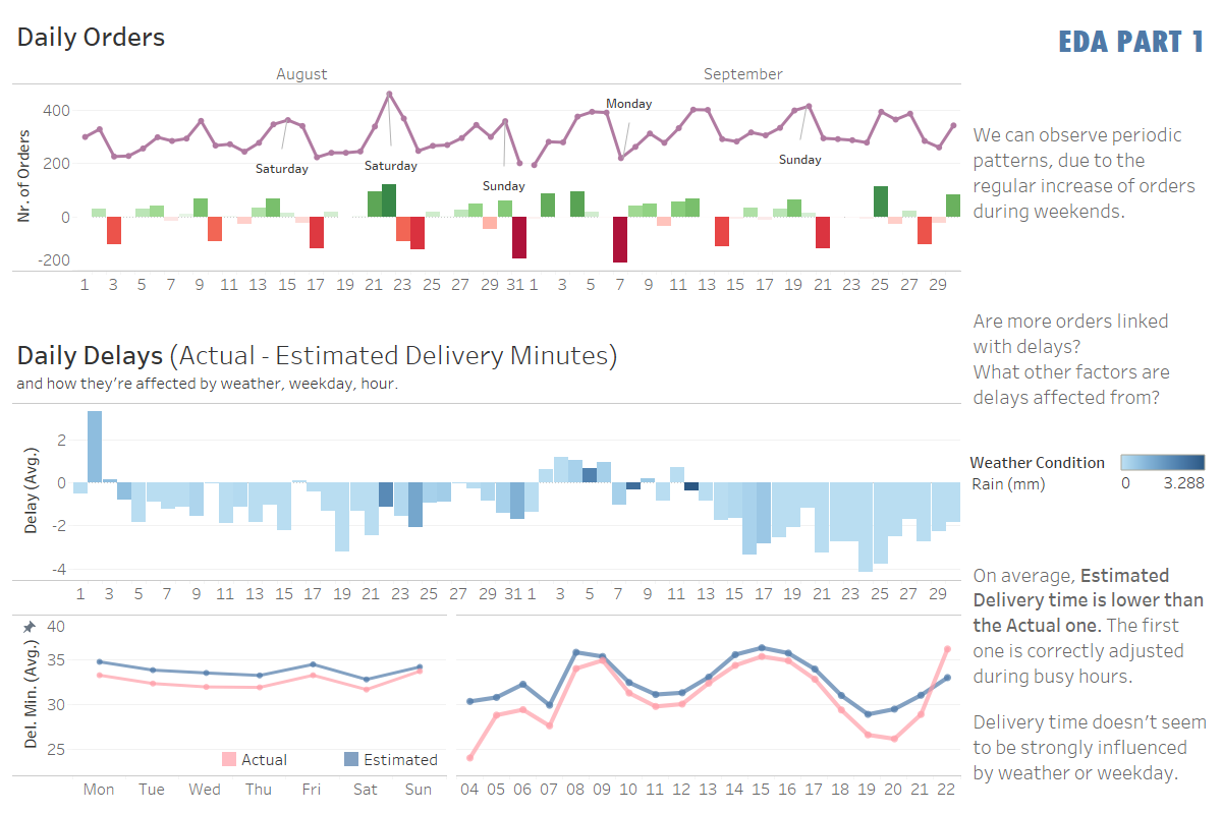 Daily Orders
EDA PART 1
August
September
Nr. of Orders
400
200
0
-200
Saturday
Saturday
Sunday
Monday
Sunday
1 3 5 7 9 11 13 15 17 19 21 23 25 27 29 31 1 3 5 7 9 11 13 15 17 19 21 23 25 27 29
We can observe periodic
patterns, due to the
regular increase of orders
during weekends.
Daily Delays (Actual - Estimated Delivery Minutes)
and how they're affected by weather, weekday, hour.
Are more orders linked
with delays?
What other factors are
delays affected from?
Delay (Avg.)
2
0
-2
-4
1 3 5 7 9 11 13 15 17 19 21 23 25 27 29 31 1 3 5 7 9 11 13 15 17 19 21 23 25 27 29
Weather Condition
Rain (mm)
0 3.288
Del. Min. (Avg.)
40
35
30
25
Actual Estimated
Mon Tue Wed Thu Fri Sat Sun
04 05 06 07 08 09 10 11 12 13 14 15 16 17 18 19 20 21 22
On average, Estimated
Delivery time is lower than
the Actual one. The first
one is correctly adjusted
during busy hours.
Delivery time doesn't seem
to be strongly influenced
by weather or weekday.